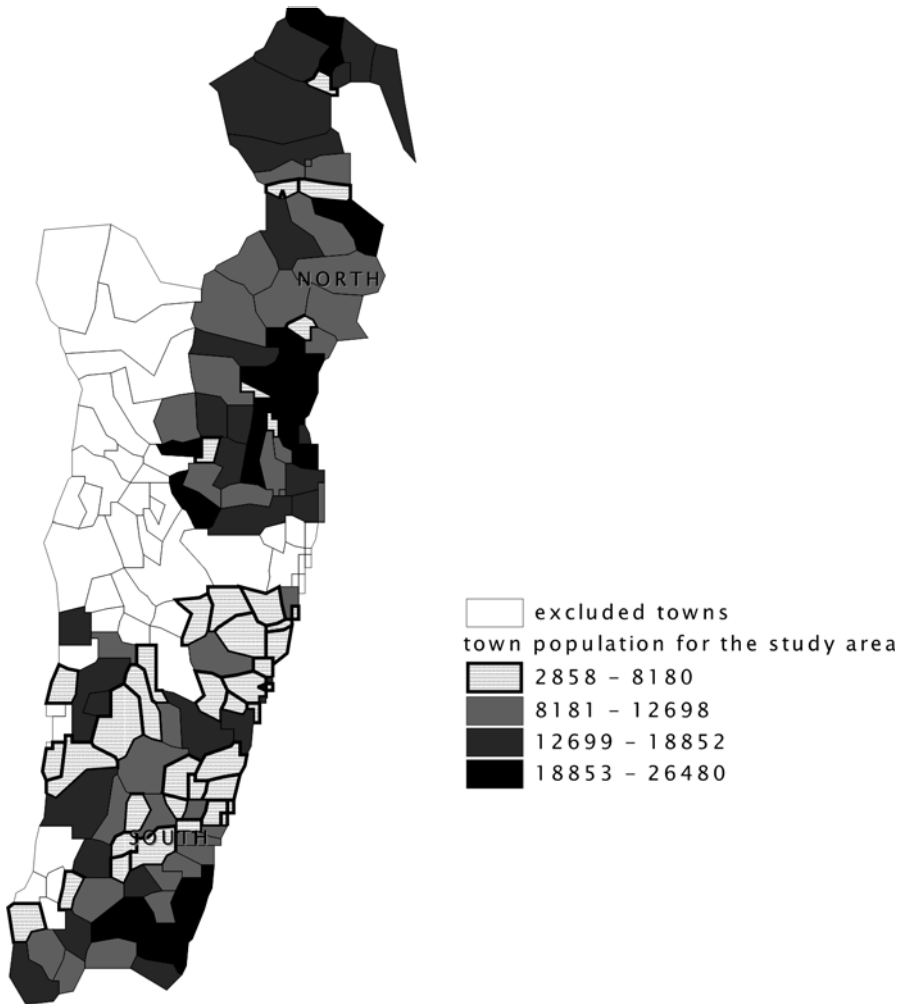 NORTH
excluded towns
town population for the study area
2858 – 8180
8181 – 12698
12699 – 18852
18853 – 26480
SOUTH